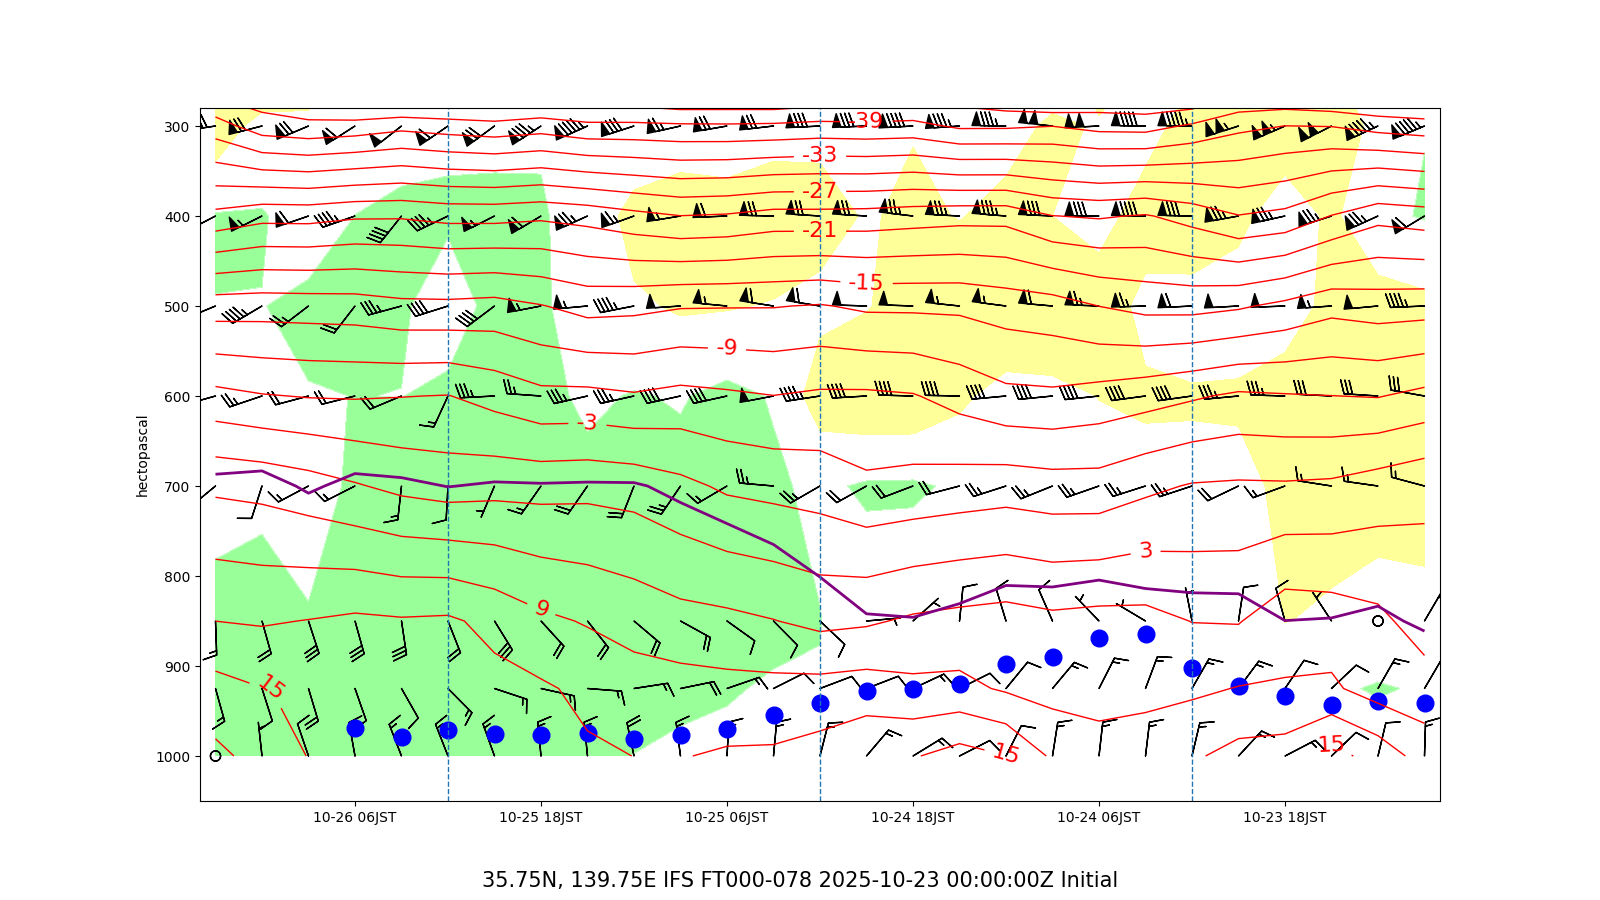 300
400
500
600
700
800
900
1000
hectopascal
-39
-33
-27
-21
-15
-9
-3
3
9
15
15
15
10-26 06JST
10-25 18JST
10-25 06JST
10-24 18JST
10-24 06JST
10-23 18JST
35.75N, 139.75E IFS FT000-078 2025-10-23 00:00:00Z Initial